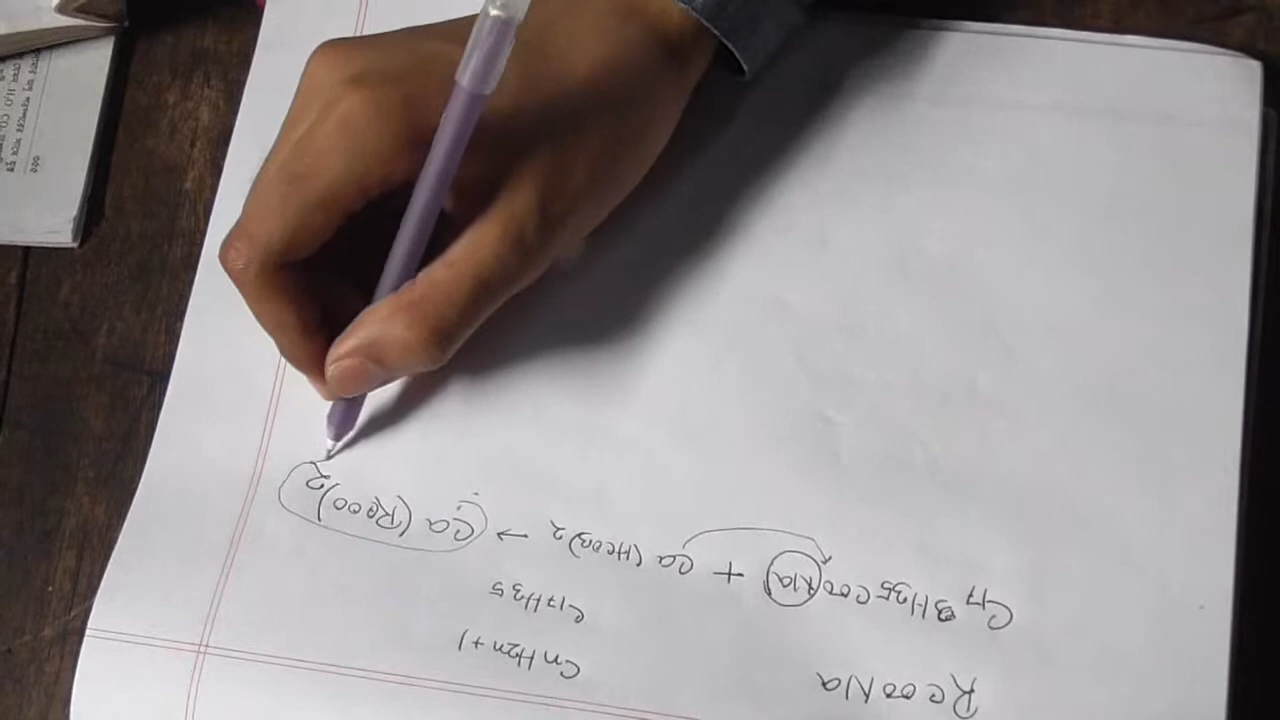 RCOONa
CnH2n+1
C17H35
C17H35COONa + Ca(HCO3)2 → Ca(RCOO)2